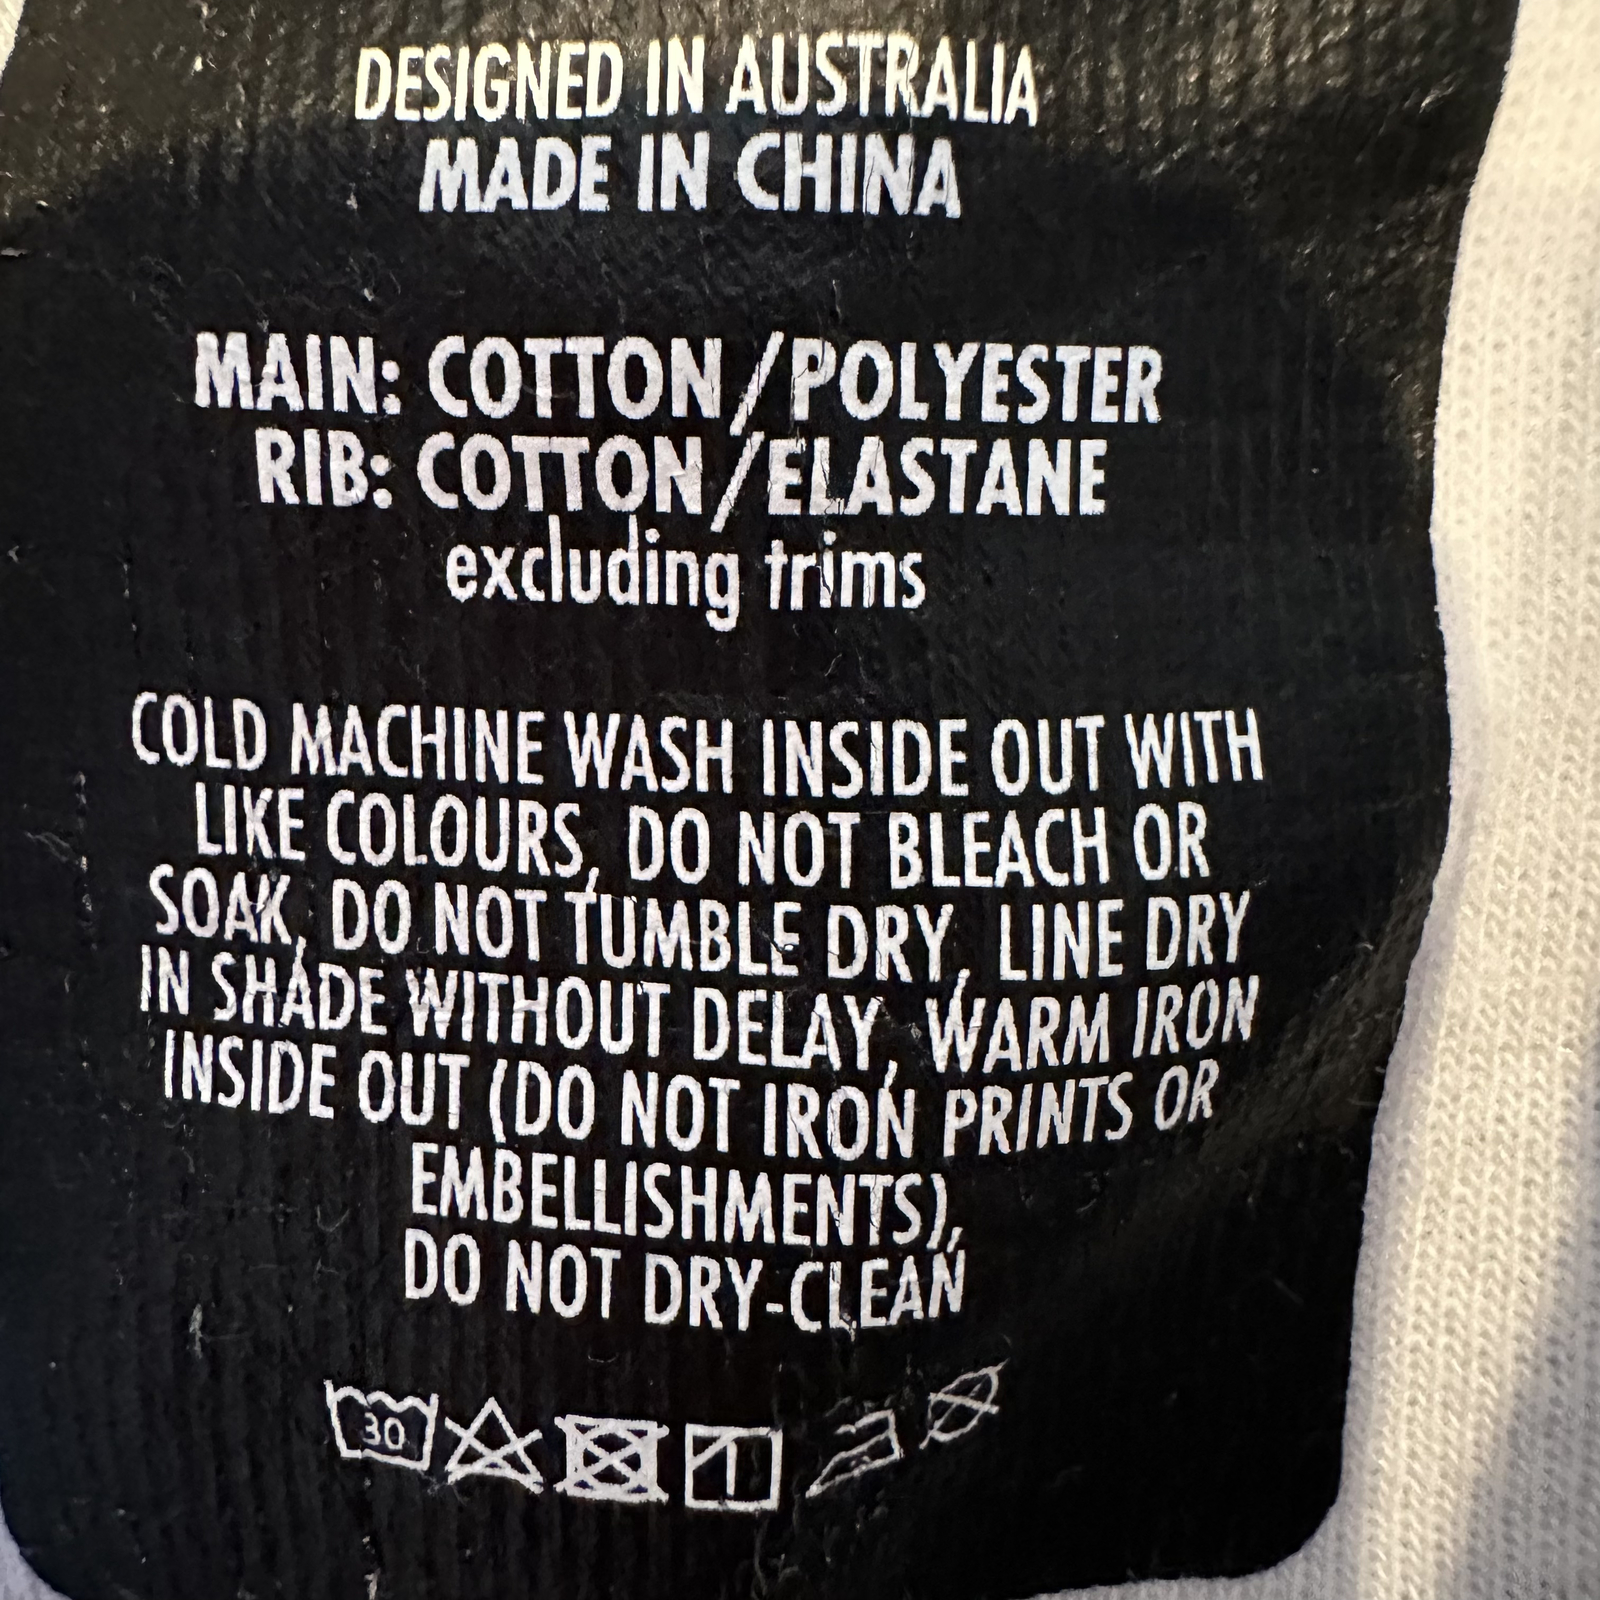 DESIGNED IN AUSTRALIA
MADE IN CHINA
MAIN: COTTON/POLYESTER
RIB: COTTON/ELASTANE
excluding trims
COLD MACHINE WASH INSIDE OUT WITH
LIKE COLOURS, DO NOT BLEACH OR
SOAK, DO NOT TUMBLE DRY, LINE DRY
IN SHADE WITHOUT DELAY, WARM IRON
INSIDE OUT (DO NOT IRON PRINTS OR
EMBELLISHMENTS),
DO NOT DRY-CLEAN
30